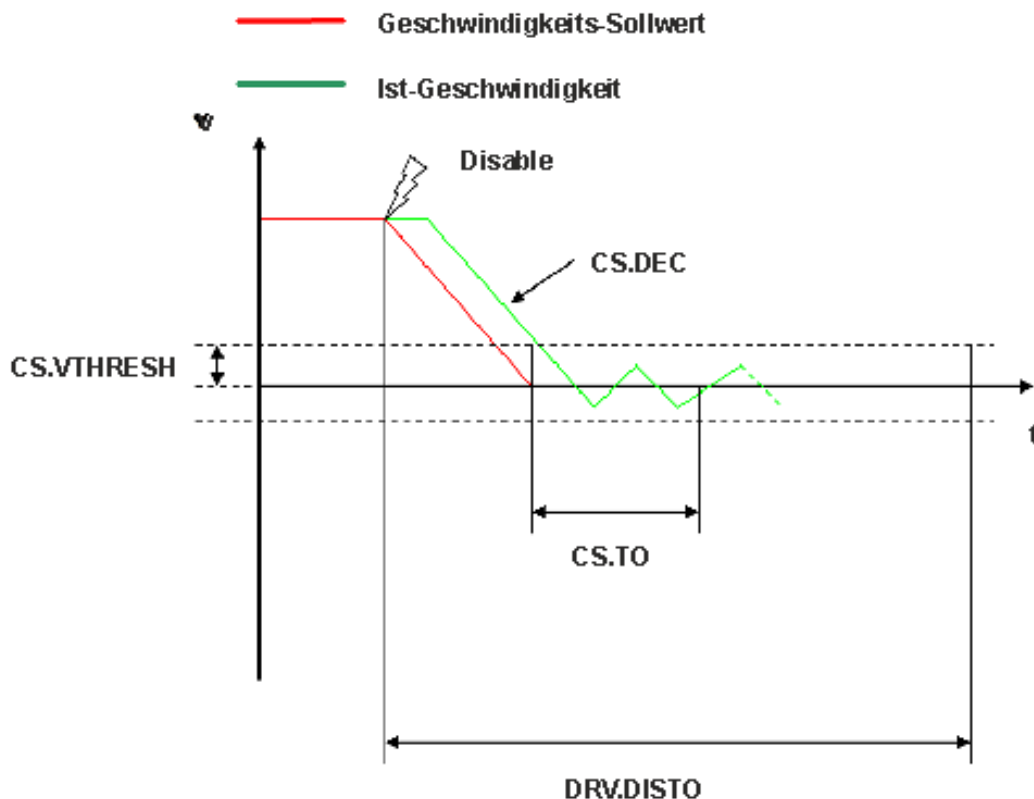 Geschwindigkeits-Sollwert
Ist-Geschwindigkeit
Disable
CS.DEC
CS.VTHRESH
t
CS.TO
DRV.DISTO